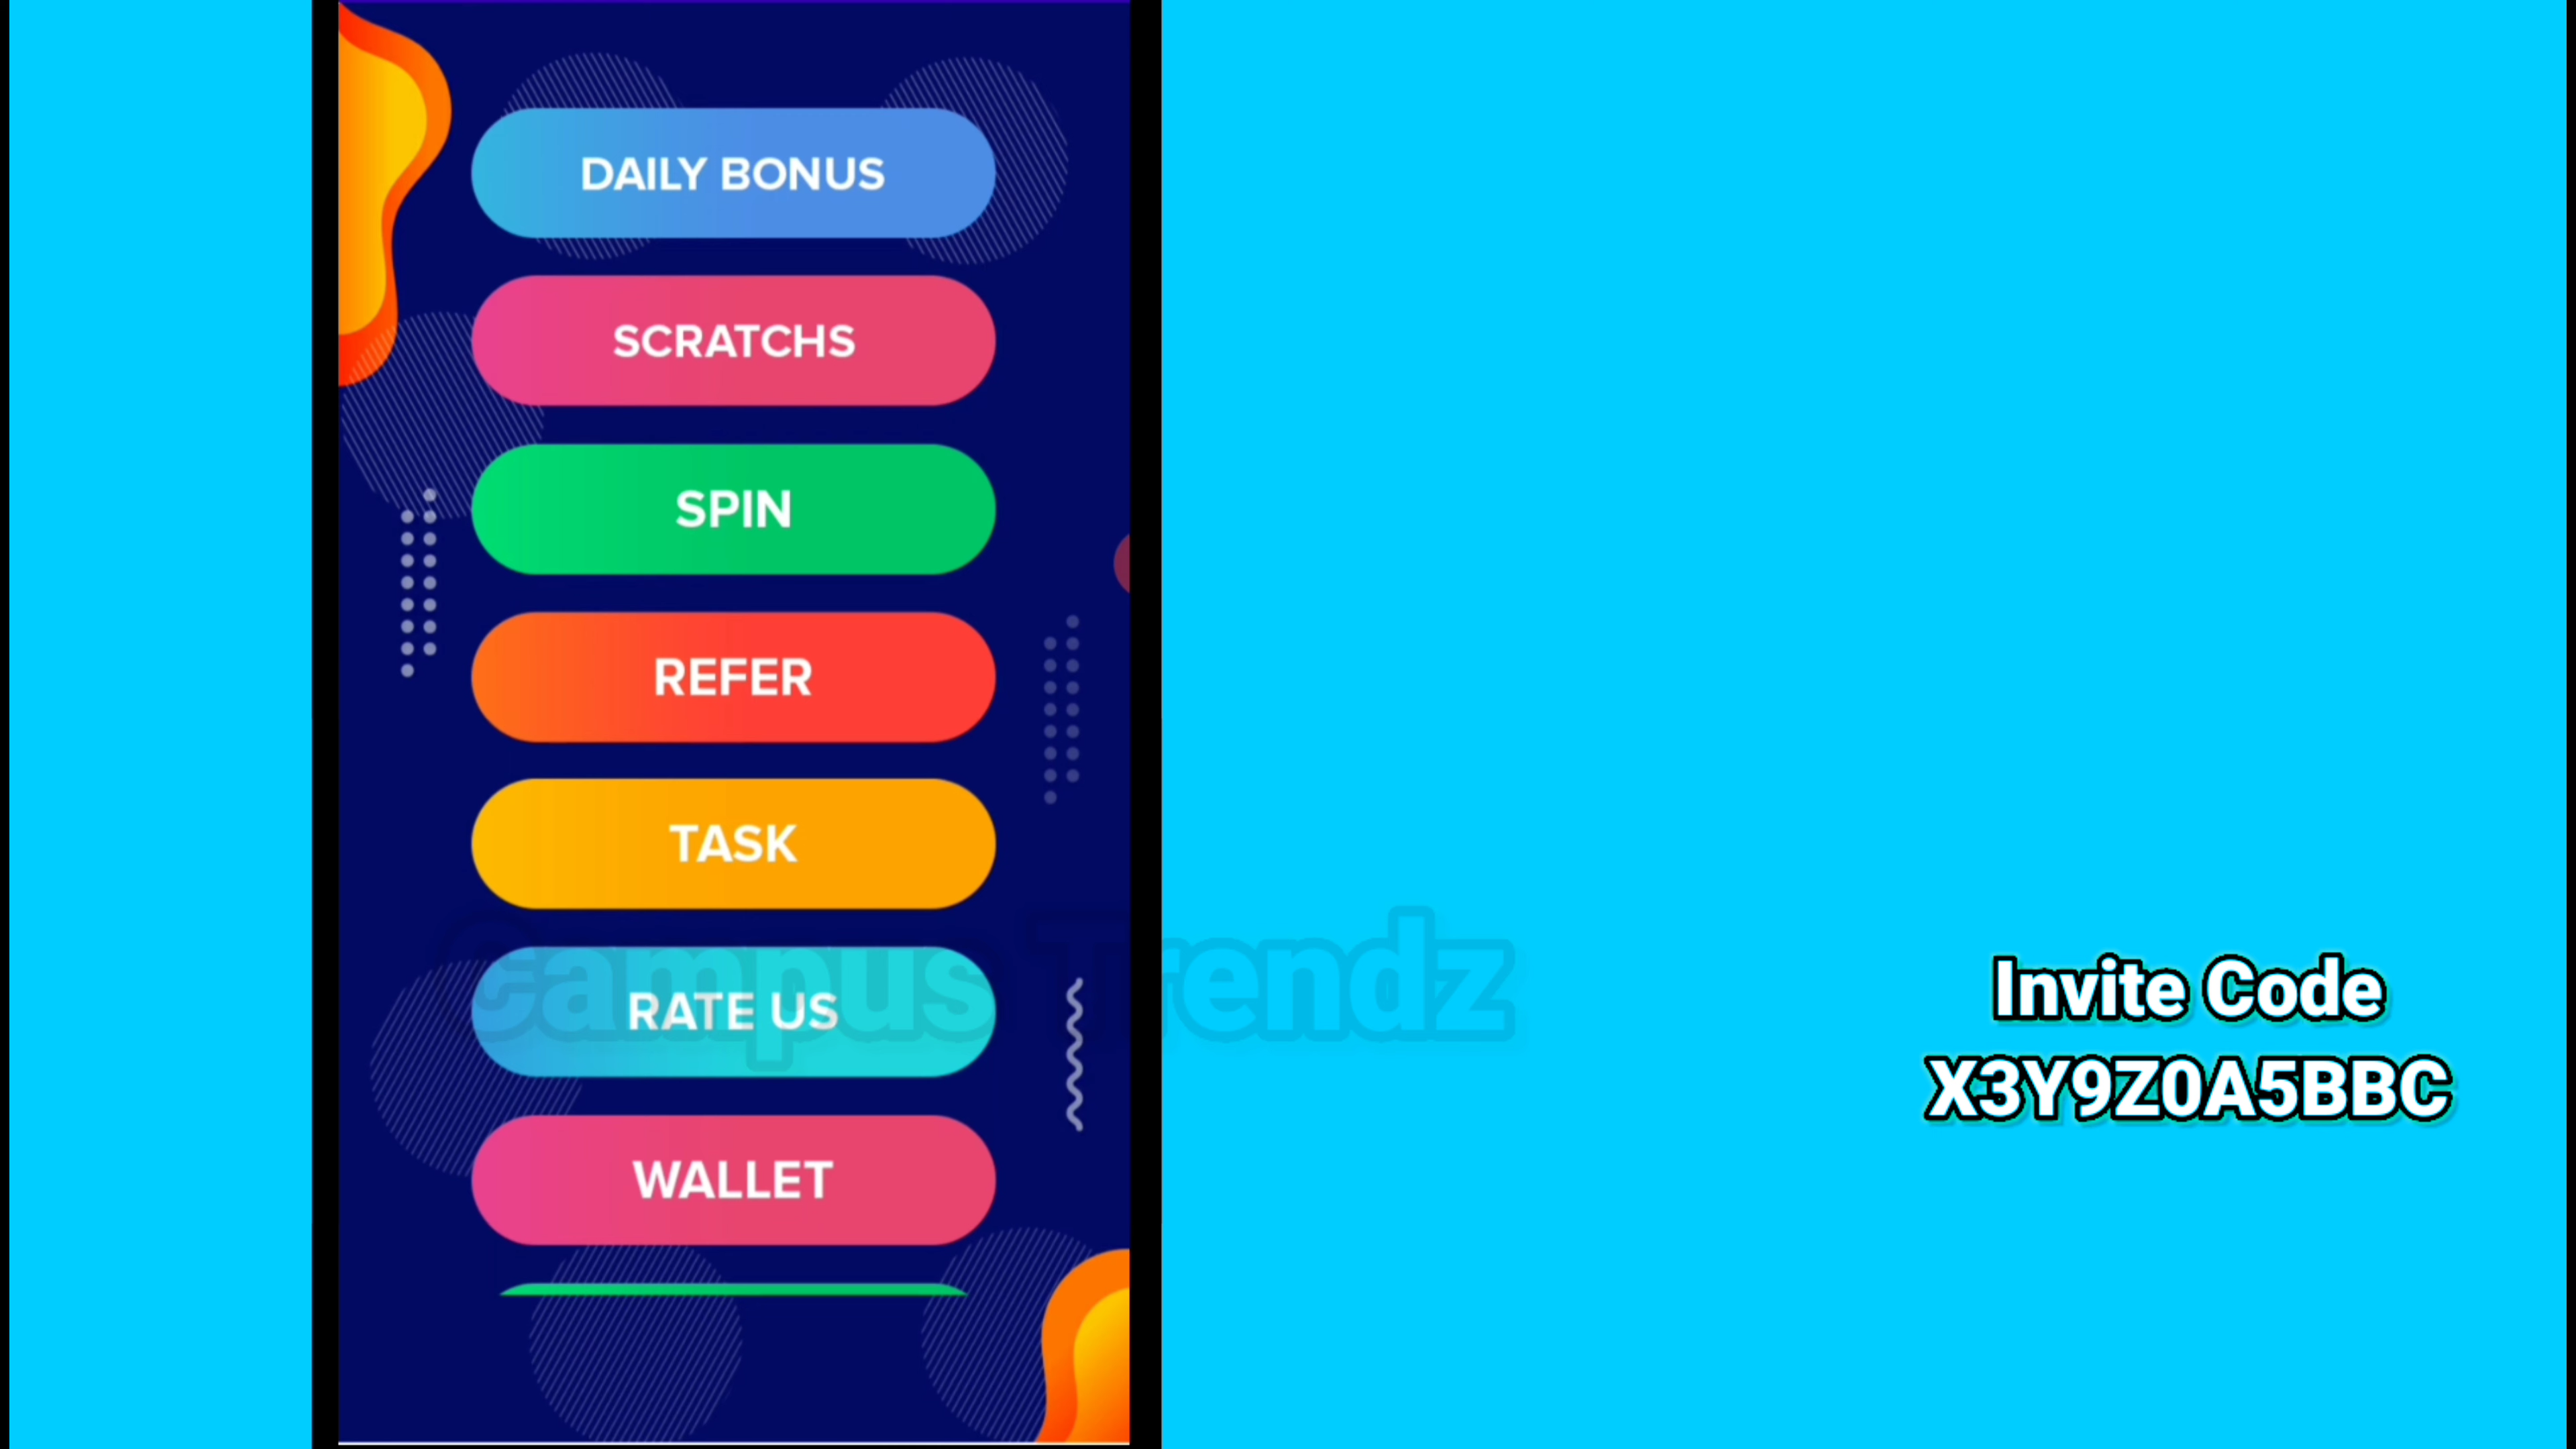 DAILY BONUS
SCRATCHS
SPIN
REFER
TASK
Campus Trendz
RATE US
WALLET
Invite Code
X3Y9Z0A5BBC